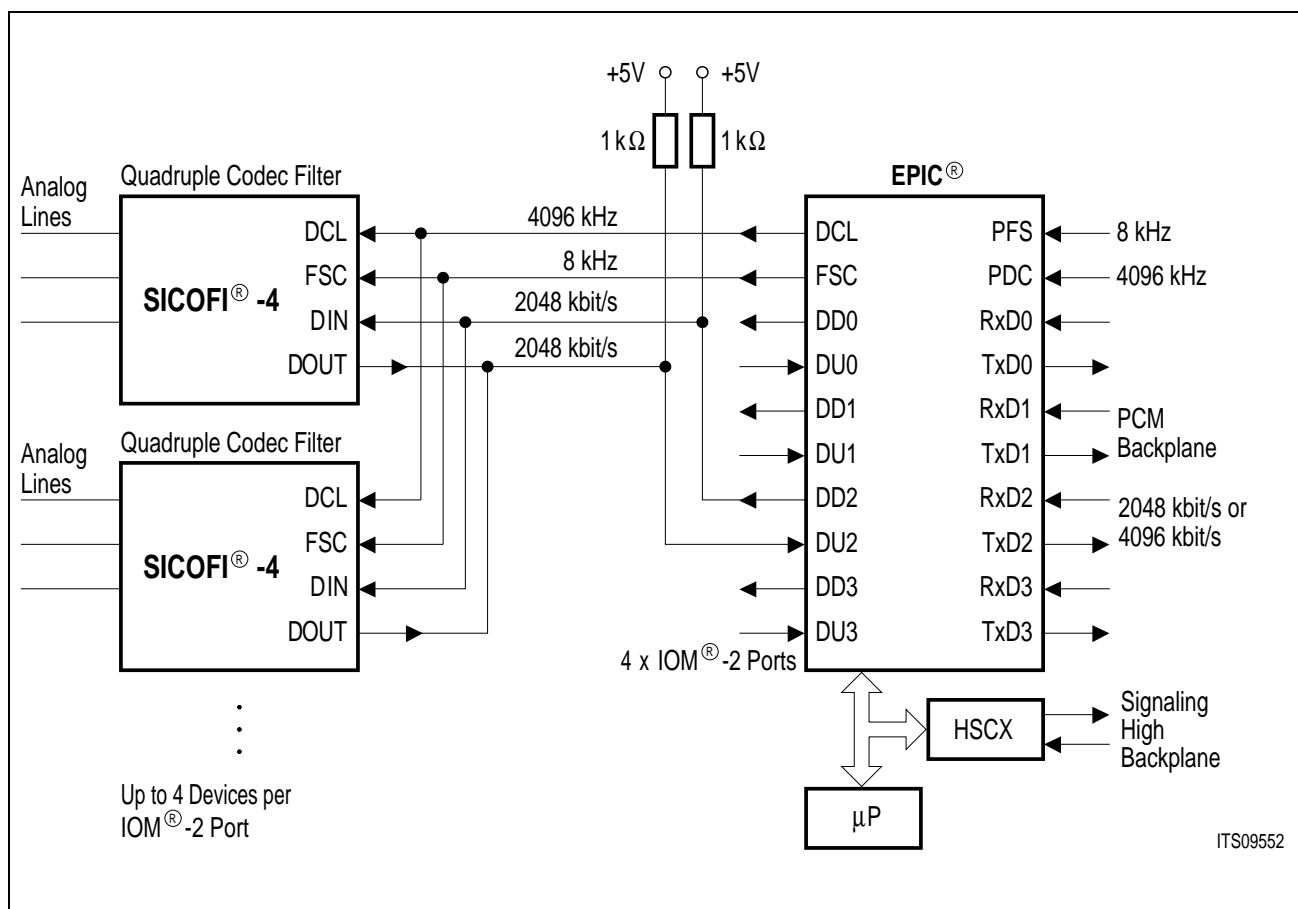 +5V
+5V
1 kΩ
1 kΩ
Analog
Lines
Quadruple Codec Filter
SICOFI® -4
DCL
FSC
DIN
DOUT
4096 kHz
8 kHz
2048 kbit/s
2048 kbit/s
EPIC®
DCL
FSC
DD0
DU0
DD1
DU1
DD2
DU2
DD3
DU3
PFS
PDC
RxD0
TxD0
RxD1
TxD1
RxD2
TxD2
RxD3
TxD3
8 kHz
4096 kHz
PCM
Backplane
2048 kbit/s or
4096 kbit/s
Analog
Lines
Quadruple Codec Filter
SICOFI® -4
DCL
FSC
DIN
DOUT
4 x IOM®-2 Ports
HSCX
Signaling
High
Backplane
µP
Up to 4 Devices per
IOM®-2 Port
ITS09552